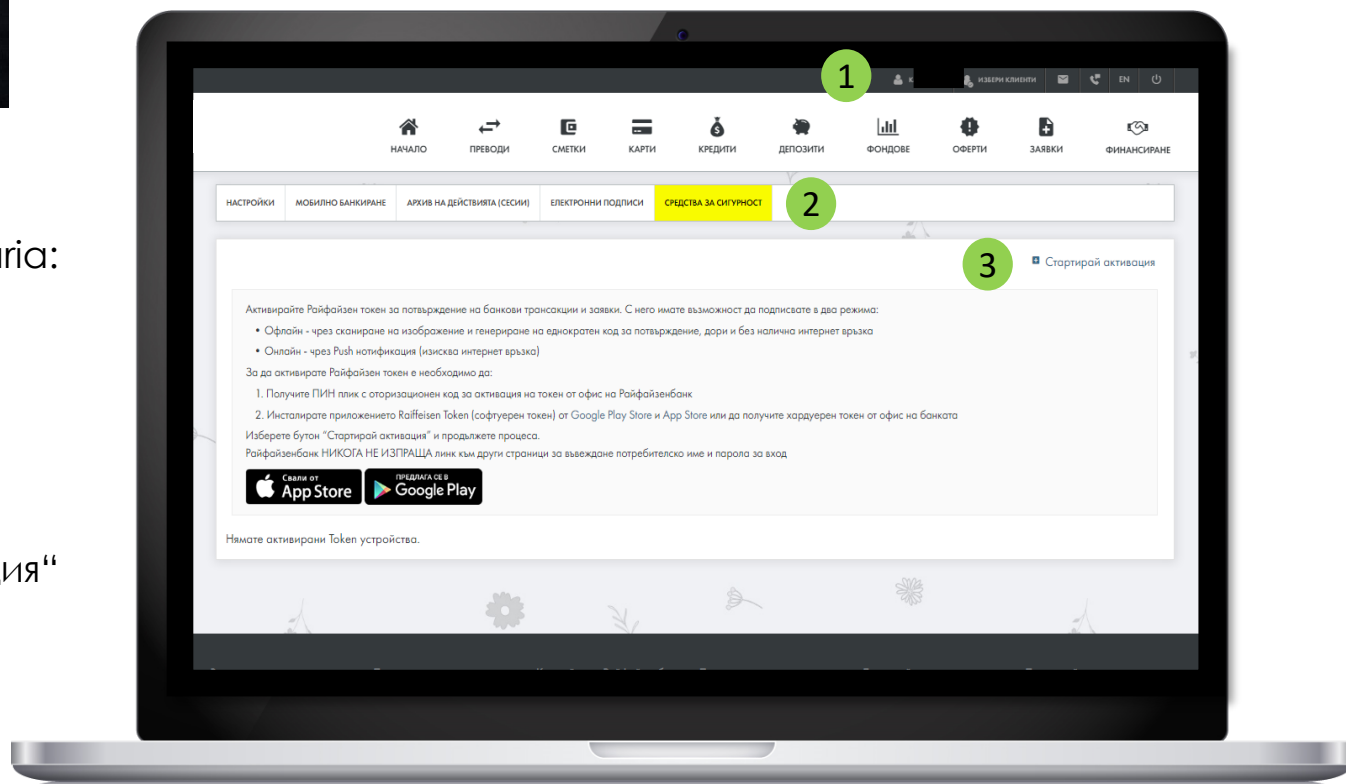 1
ИЗБЕРИ КЛИЕНТИ
EN
НАЧАЛО
ПРЕВОДИ
СМЕТКИ
КАРТИ
КРЕДИТИ
ДЕПОЗИТИ
ФОНДОВЕ
ОФЕРТИ
ЗАЯВКИ
ФИНАНСИРАНЕ
НАСТРОЙКИ
МОБИЛНО БАНКИРАНЕ
АРХИВ НА ДЕЙСТВИЯТА (СЕСИИ)
ЕЛЕКТРОННИ ПОДПИСИ
СРЕДСТВА ЗА СИГУРНОСТ
2
ria:
3
Стартирай активация
Активирайте Райфайзен токен за потвърждение на банкови трансакции и заявки. С него имате възможност да подписвате в два режима:
• Офлайн - чрез сканиране на изображение и генериране на еднократен код за потвърждение, дори и без налична интернет връзка
• Онлайн - чрез Push нотификация (изисква интернет връзка)
За да активирате Райфайзен токен е необходимо да:
1. Получите ПИН плик с оторизационен код за активация на токен от офис на Райфайзенбанк
2. Инсталирате приложението Raiffeisen Token (софтуерен токен) от Google Play Store и App Store или да получите хардуерен токен от офис на банката
Изберете бутон "Стартирай активация" и продължете процеса.
Райфайзенбанк НИКОГА НЕ ИЗПРАЩА линк към други страници за въвеждане потребителско име и парола за вход
Свали от
App Store
ПРЕДЛАГА СЕ В
Google Play
Нямате активирани Token устройства.
ция“